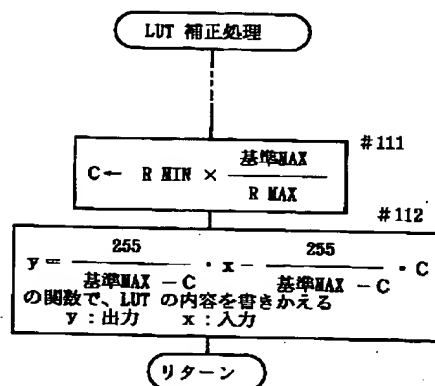 LUT 補正処理
#111
C← R MIN × 基準MAX / R MAX
#112
y = 255 / 基準MAX − C ・ x − 255 / 基準MAX − C ・ C
の関数で、LUT の内容を書きかえる
y : 出力 x : 入力
リターン